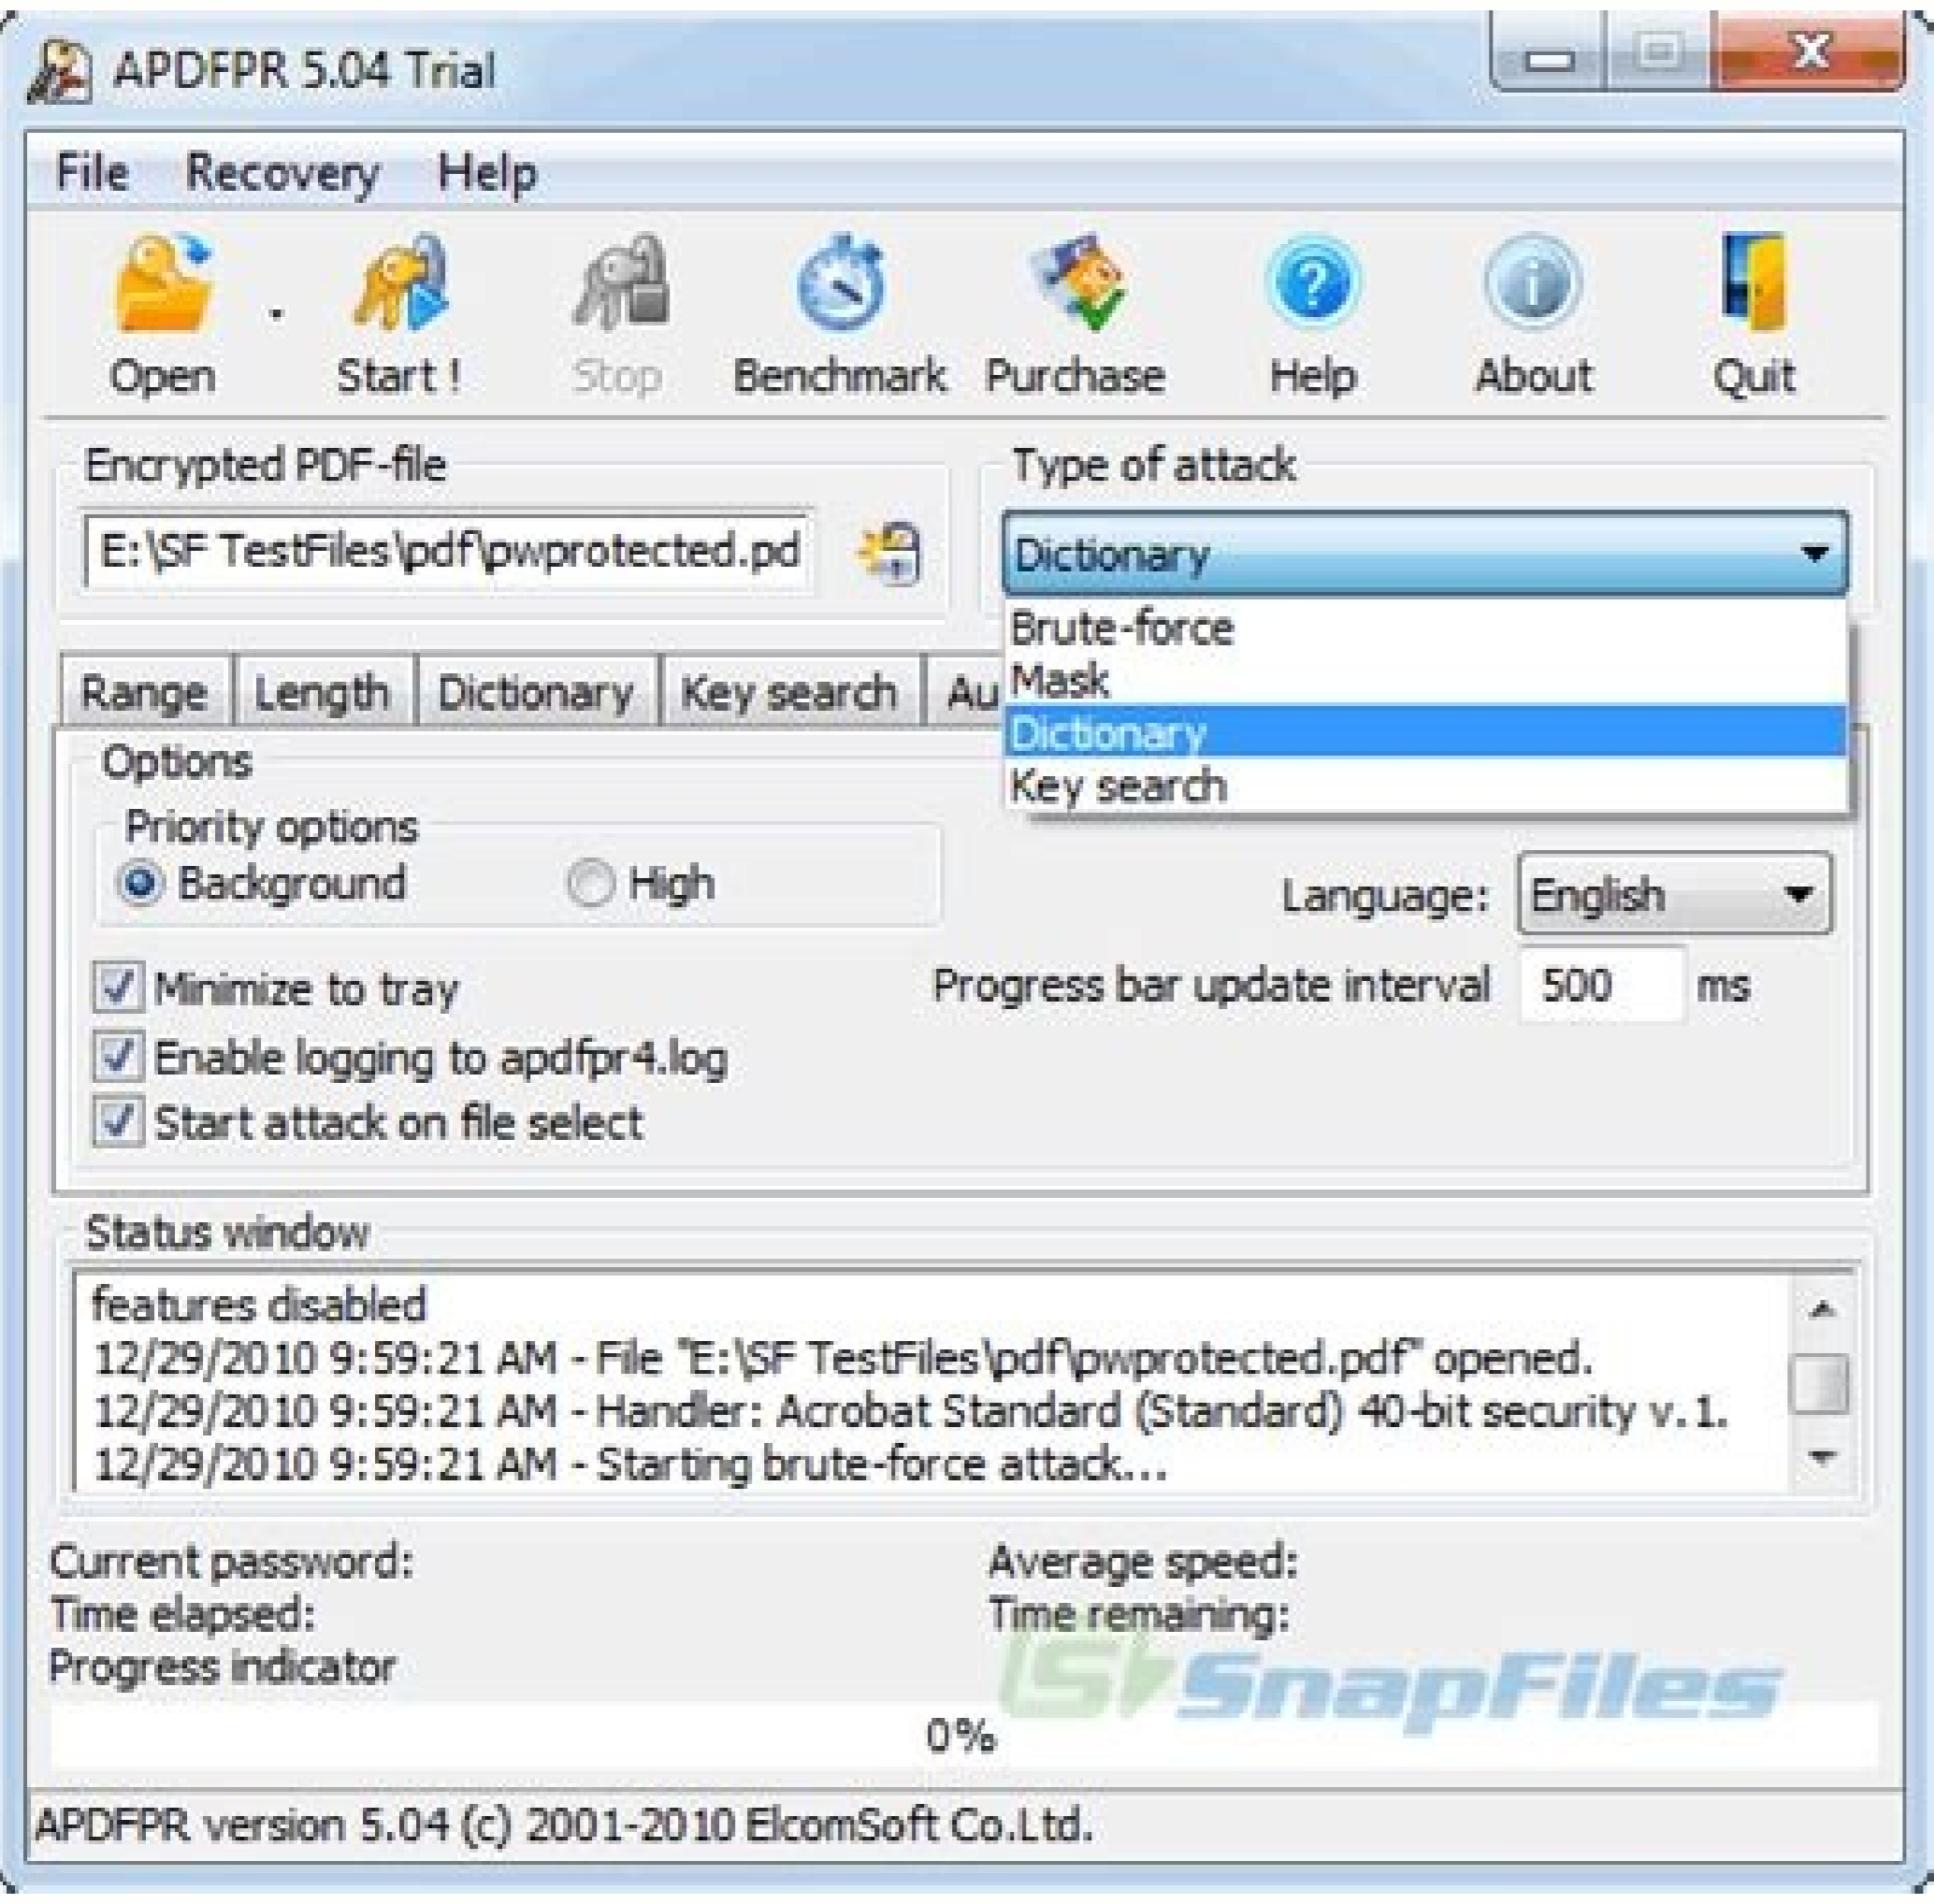 APDFPR 5.04 Trial
File Recovery Help
Open Start ! Stop Benchmark Purchase Help About Quit
Encrypted PDF-file
E:\SF TestFiles\pdf\pwprotected.pd
Type of attack
Dictionary
Brute-force
Mask
Dictionary
Key search
Range Length Dictionary Key search Au
Options
Priority options
Background High
Language: English
Minimize to tray
Progress bar update interval 500 ms
Enable logging to apdfpr4.log
Start attack on file select
Status window
features disabled
12/29/2010 9:59:21 AM - File "E:\SF TestFiles\pdf\pwprotected.pdf" opened.
12/29/2010 9:59:21 AM - Handler: Acrobat Standard (Standard) 40-bit security v.1.
12/29/2010 9:59:21 AM - Starting brute-force attack...
Current password: Average speed:
Time elapsed: Time remaining:
Progress indicator
SnapFiles
0%
APDFPR version 5.04 (c) 2001-2010 ElcomSoft Co.Ltd.